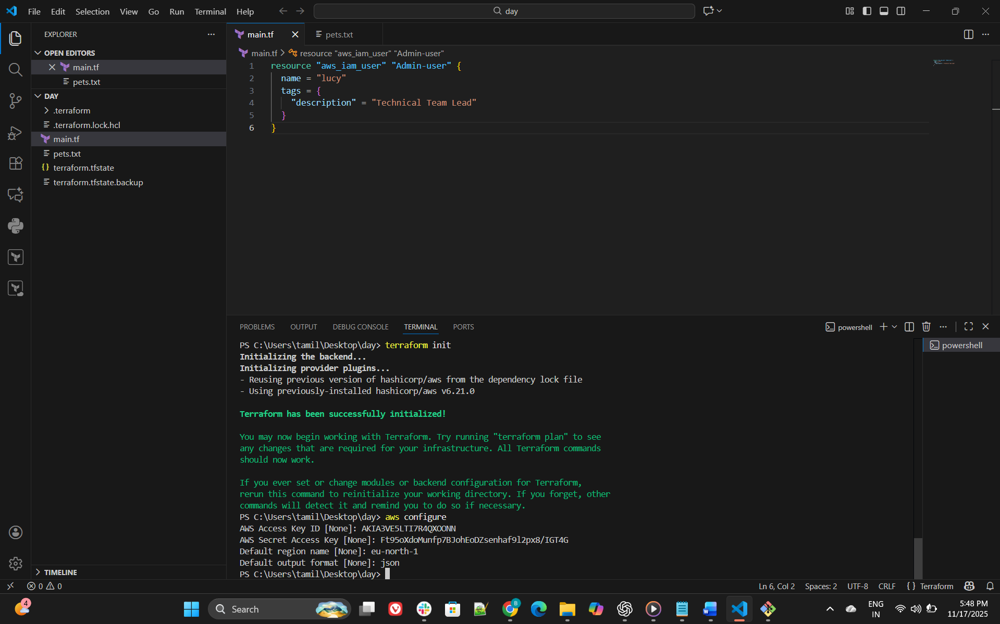 File Edit Selection View Go Run Terminal Help
day
EXPLORER
OPEN EDITORS
main.tf
pets.txt
DAY
.terraform
.terraform.lock.hcl
main.tf
pets.txt
terraform.tfstate
terraform.tfstate.backup
TIMELINE
main.tf
pets.txt
main.tf > resource "aws_iam_user" "Admin-user"
1 resource "aws_iam_user" "Admin-user" {
2 name = "lucy"
3 tags = {
4 "description" = "Technical Team Lead"
5 }
6 }
PROBLEMS OUTPUT DEBUG CONSOLE TERMINAL PORTS
powershell
powershell
PS C:\Users\tamil\Desktop\day> terraform init
Initializing the backend...
Initializing provider plugins...
- Reusing previous version of hashicorp/aws from the dependency lock file
- Using previously-installed hashicorp/aws v6.21.0
Terraform has been successfully initialized!
You may now begin working with Terraform. Try running "terraform plan" to see
any changes that are required for your infrastructure. All Terraform commands
should now work.
If you ever set or change modules or backend configuration for Terraform,
rerun this command to reinitialize your working directory. If you forget, other
commands will detect it and remind you to do so if necessary.
PS C:\Users\tamil\Desktop\day> aws configure
AWS Access Key ID [None]: AKIA3VE5LTI7R4QXOONN
AWS Secret Access Key [None]: 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
Default region name [None]: eu-north-1
Default output format [None]: json
PS C:\Users\tamil\Desktop\day>
0 0
Ln 6, Col 2 Spaces: 2 UTF-8 CRLF {} Terraform
4
Search
B
ENG
IN
5:48 PM
11/17/2025